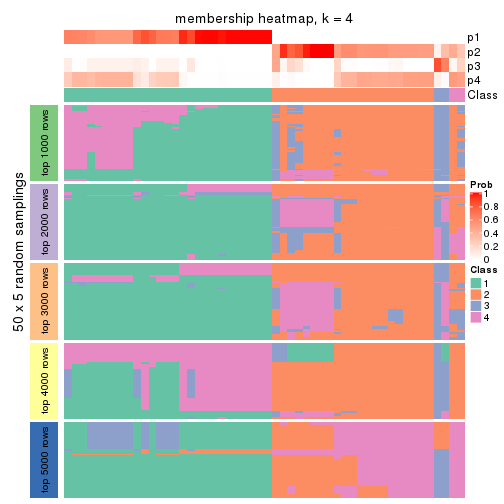 membership heatmap, k = 4
p1
p2
p3
p4
Class
50 x 5 random samplings
top 1000 rows
top 2000 rows
top 3000 rows
top 4000 rows
top 5000 rows
Prob
1
0.8
0.6
0.4
0.2
0
Class
1
2
3
4